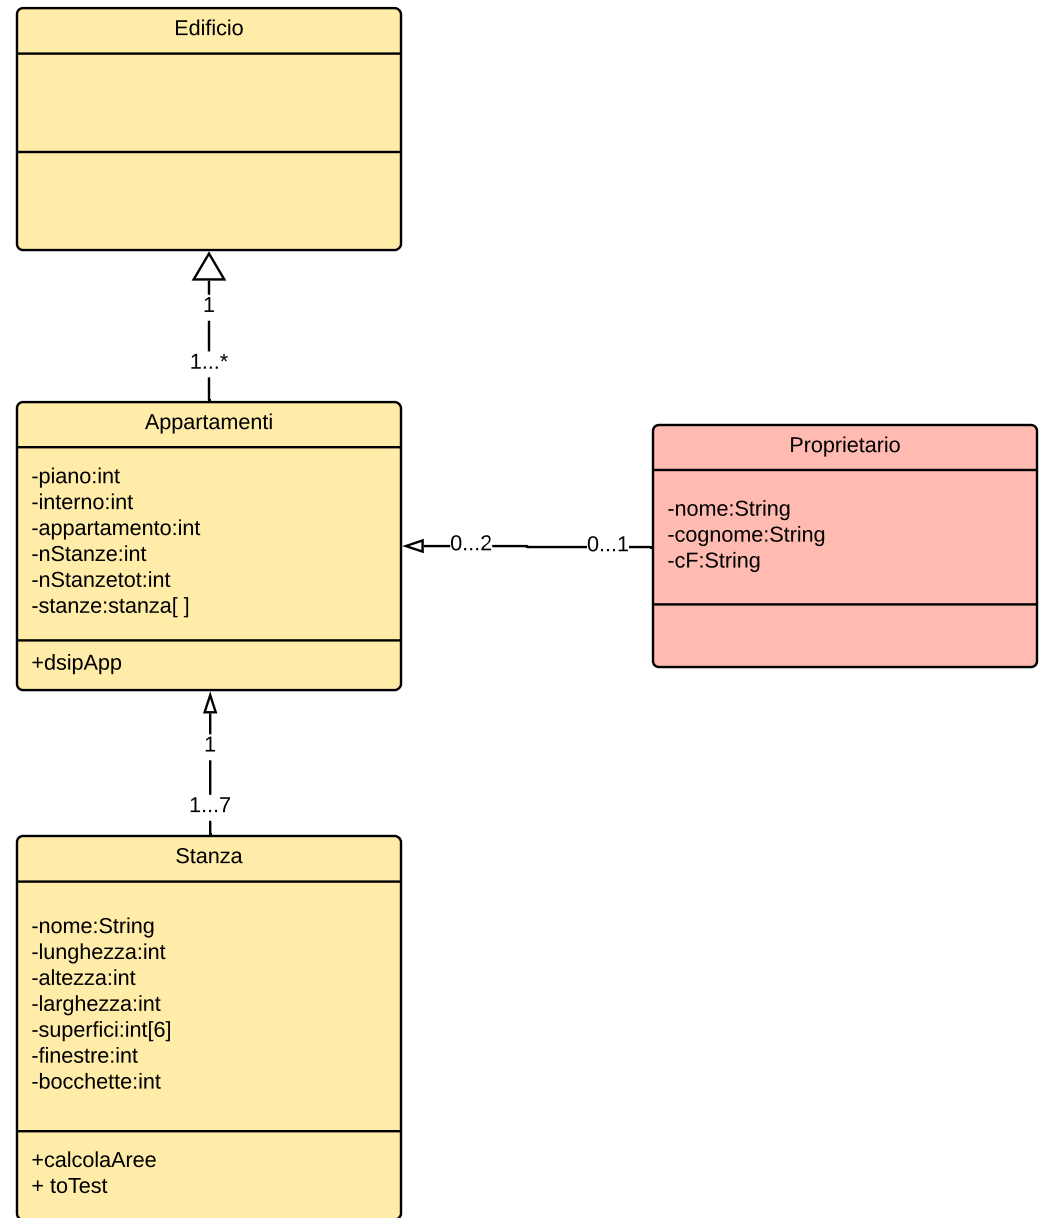 Edificio
1
1...*
Appartamenti
-piano:int
-interno:int
-appartamento:int
-nStanze:int
-nStanzetot:int
-stanze:stanza[ ]
+dsipApp
0...2
0...1
Proprietario
-nome:String
-cognome:String
-cF:String
1
1...7
Stanza
-nome:String
-lunghezza:int
-altezza:int
-larghezza:int
-superfici:int[6]
-finestre:int
-bocchette:int
+calcolaAree
+ toTest